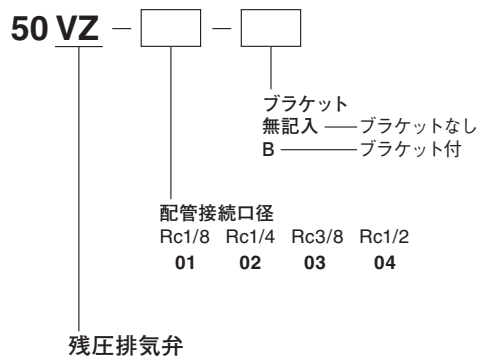 50 VZ － □ － □
ブラケット
無記入 ── ブラケットなし
B ── ブラケット付
配管接続口径
Rc1/8 Rc1/4 Rc3/8 Rc1/2
01 02 03 04
残圧排気弁